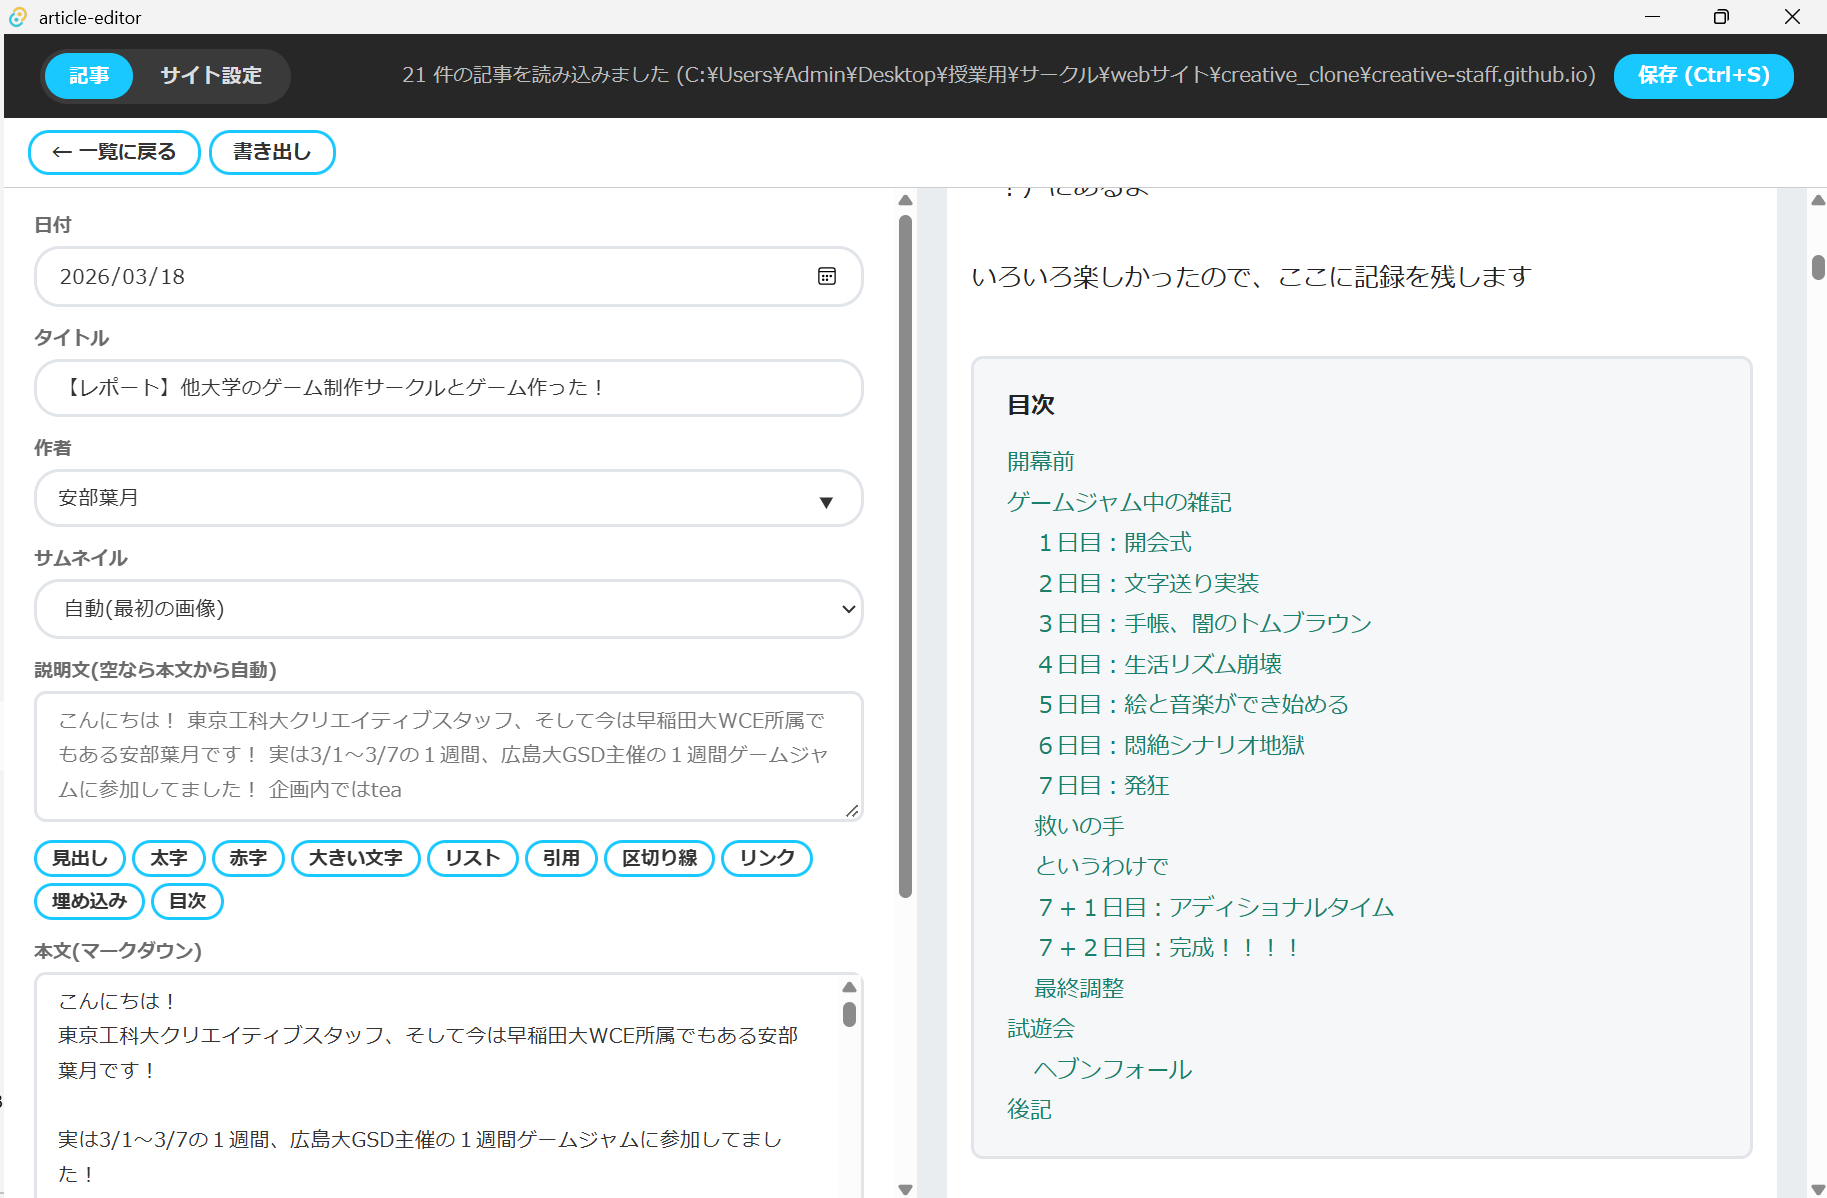 article-editor
記事
サイト設定
21 件の記事を読み込みました (C:¥Users¥Admin¥Desktop¥授業用¥サークル¥webサイト¥creative_clone¥creative-staff.github.io)
保存 (Ctrl+S)
← 一覧に戻る
書き出し
日付
2026/03/18
タイトル
【レポート】他大学のゲーム制作サークルとゲーム作った！
作者
安部葉月
サムネイル
自動(最初の画像)
説明文(空なら本文から自動)
こんにちは！ 東京工科大クリエイティブスタッフ、そして今は早稲田大WCE所属で
もある安部葉月です！ 実は3/1～3/7の１週間、広島大GSD主催の１週間ゲームジャ
ムに参加してました！ 企画内ではtea
見出し
太字
赤字
大きい文字
リスト
引用
区切り線
リンク
埋め込み
目次
本文(マークダウン)
こんにちは！
東京工科大クリエイティブスタッフ、そして今は早稲田大WCE所属でもある安部
葉月です！
実は3/1～3/7の１週間、広島大GSD主催の１週間ゲームジャムに参加してまし
た！
！）にあるよ
いろいろ楽しかったので、ここに記録を残します
目次
開幕前
ゲームジャム中の雑記
１日目：開会式
２日目：文字送り実装
３日目：手帳、闇のトムブラウン
４日目：生活リズム崩壊
５日目：絵と音楽ができ始める
６日目：悶絶シナリオ地獄
７日目：発狂
救いの手
というわけで
７＋１日目：アディショナルタイム
７＋２日目：完成！！！！
最終調整
試遊会
ヘブンフォール
後記